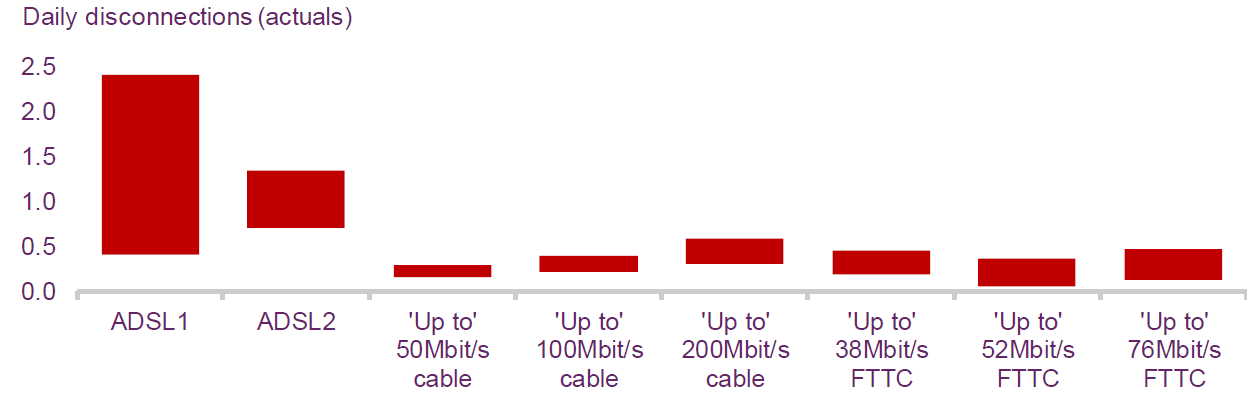 Daily disconnections (actuals)
2.5
2.0
1.5
1.0
0.5
0.0
ADSL1
ADSL2
'Up to'
50Mbit/s
cable
'Up to'
100Mbit/s
cable
'Up to'
200Mbit/s
cable
'Up to'
38Mbit/s
FTTC
'Up to'
52Mbit/s
FTTC
'Up to'
76Mbit/s
FTTC